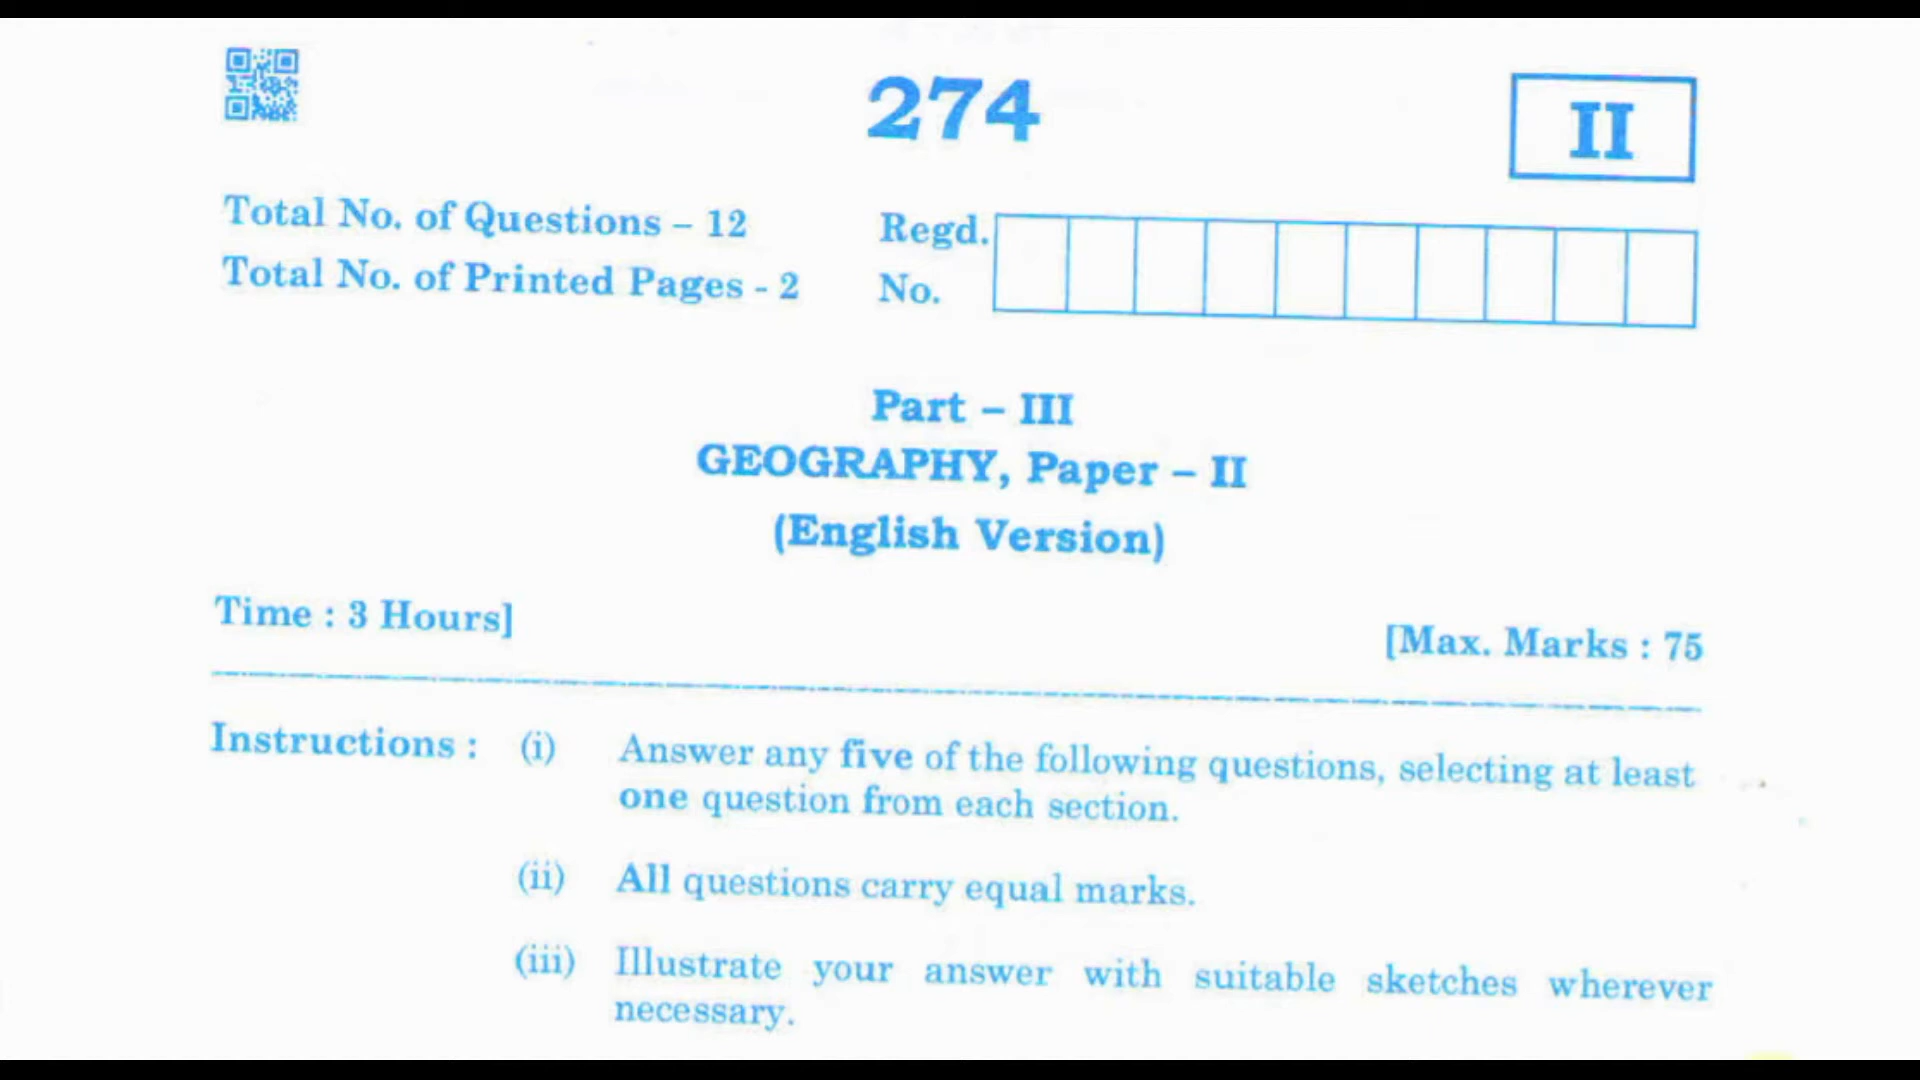 274
II
Total No. of Questions – 12
Total No. of Printed Pages - 2
Regd.
No.
Part – III
GEOGRAPHY, Paper – II
(English Version)
Time : 3 Hours]
[Max. Marks : 75
Instructions : (i) Answer any five of the following questions, selecting at least
one question from each section.
(ii) All questions carry equal marks.
(iii) Illustrate your answer with suitable sketches wherever
necessary.